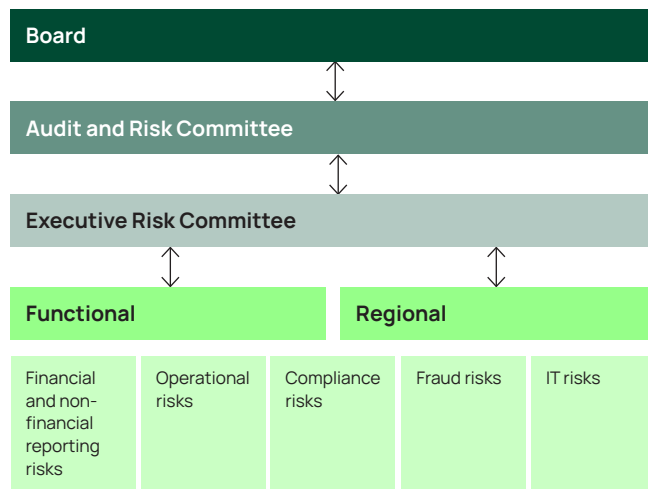 Board
Audit and Risk Committee
Executive Risk Committee
Functional
Regional
Financial
and non-
financial
reporting
risks
Operational
risks
Compliance
risks
Fraud risks
IT risks